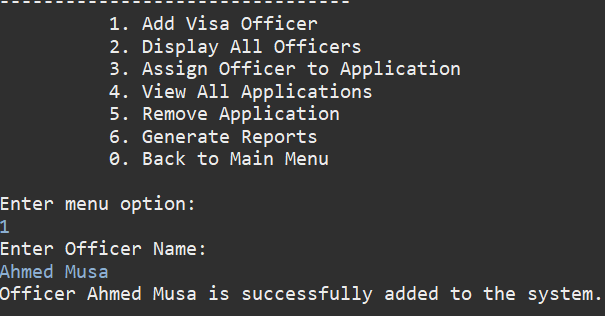 --------------------------------
1. Add Visa Officer
2. Display All Officers
3. Assign Officer to Application
4. View All Applications
5. Remove Application
6. Generate Reports
0. Back to Main Menu
Enter menu option:
1
Enter Officer Name:
Ahmed Musa
Officer Ahmed Musa is successfully added to the system.